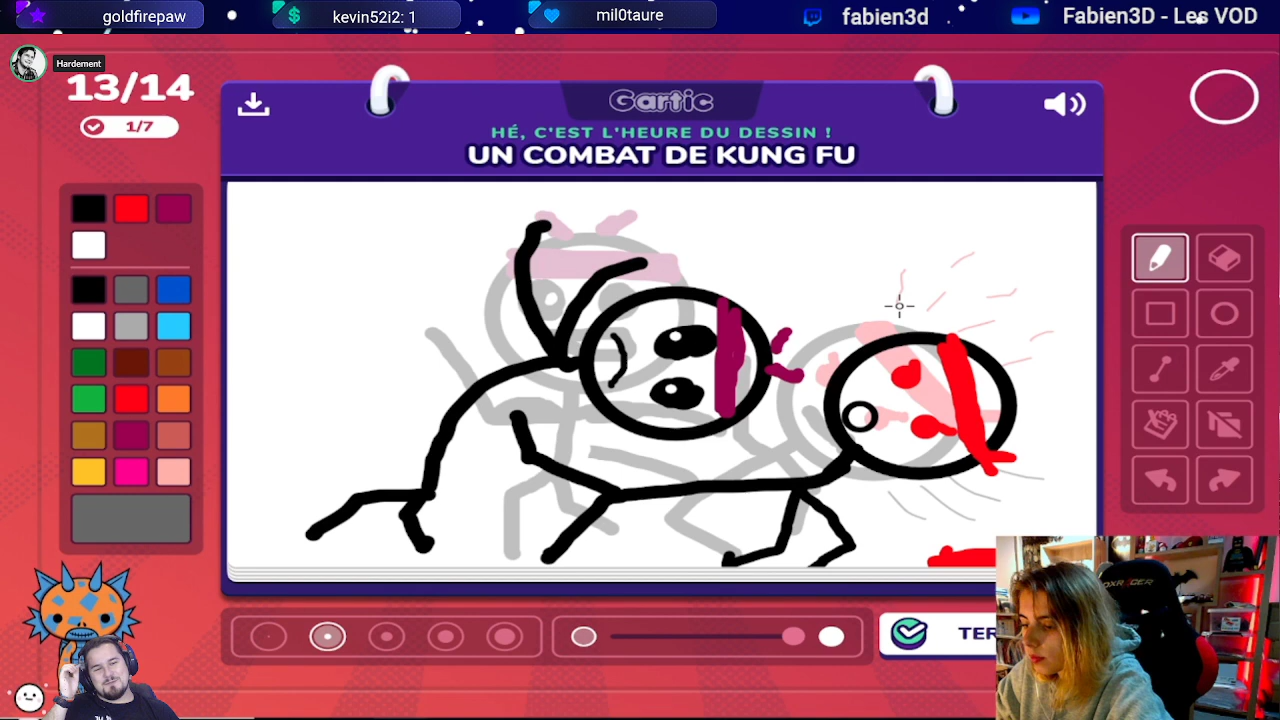 goldfirepaw
kevin52i2: 1
mil0taure
fabien3d
Fabien3D - Les VOD
Hardement
13/14
1/7
Gartic
HÉ, C'EST L'HEURE DU DESSIN !
UN COMBAT DE KUNG FU
TER
DXRACER